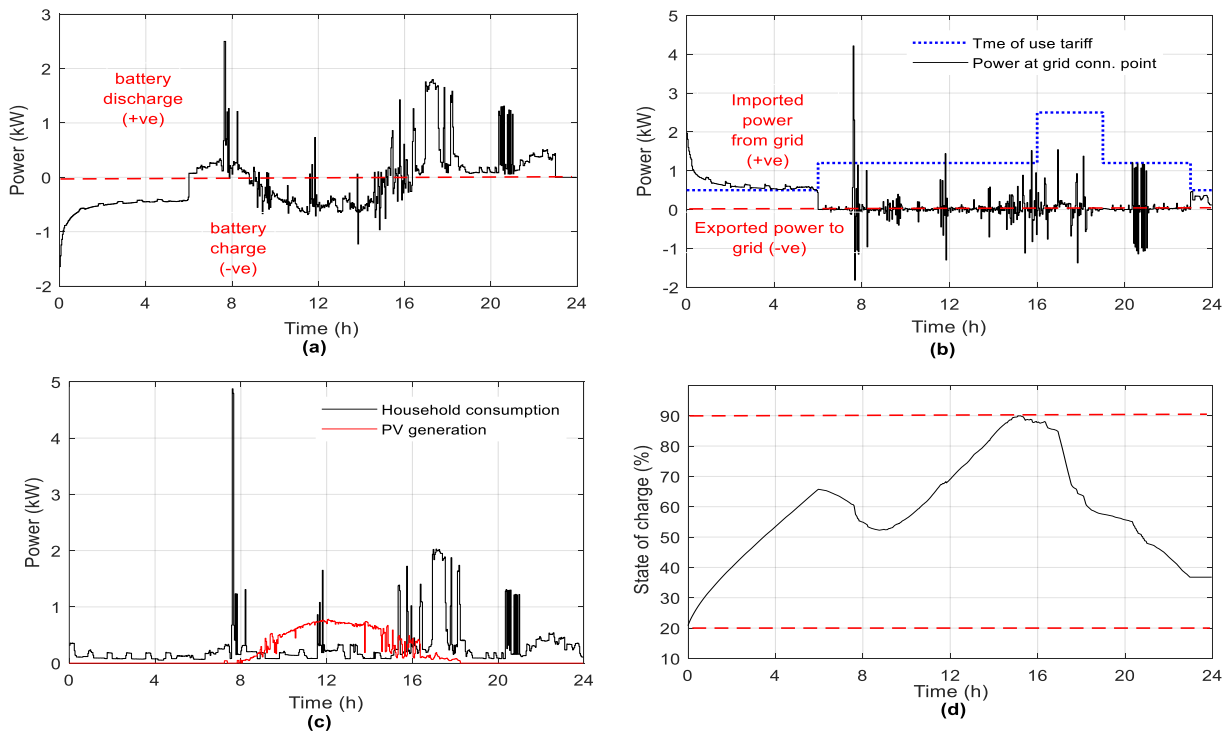 3
2
1
0
-1
-2
Power (kW)
battery
discharge
(+ve)
battery
charge
(-ve)
0
4
8
12
16
20
24
Time (h)
(a)
5
4
3
2
1
0
-1
-2
Power (kW)
Tme of use tariff
Power at grid conn. point
Imported
power
from grid
(+ve)
Exported power to
grid (-ve)
0
4
8
12
16
20
24
Time (h)
(b)
5
4
3
2
1
0
Power (kW)
Household consumption
PV generation
0
4
8
12
16
20
24
Time (h)
(c)
90
80
70
60
50
40
30
20
10
State of charge (%)
0
4
8
12
16
20
24
Time (h)
(d)